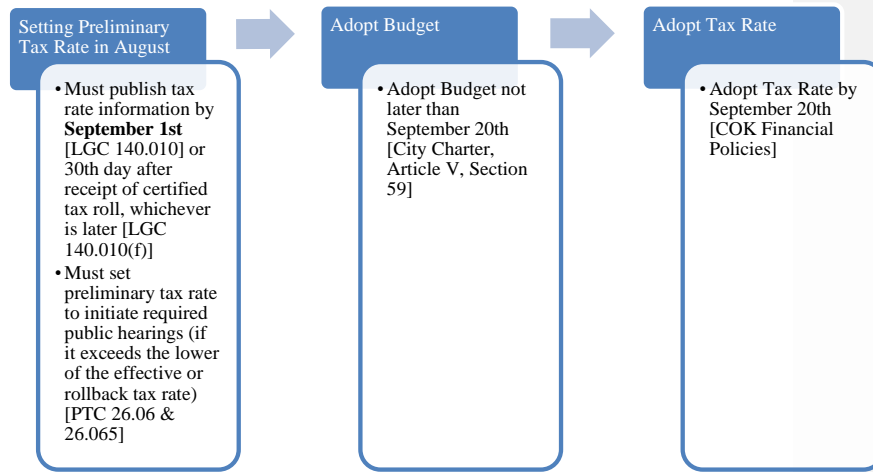 Setting Preliminary
Tax Rate in August
• Must publish tax
rate information by
September 1st
[LGC 140.010] or
30th day after
receipt of certified
tax roll, whichever
is later [LGC
140.010(f)]
• Must set
preliminary tax rate
to initiate required
public hearings (if
it exceeds the lower
of the effective or
rollback tax rate)
[PTC 26.06 &
26.065]
Adopt Budget
• Adopt Budget not
later than
September 20th
[City Charter,
Article V, Section
59]
Adopt Tax Rate
• Adopt Tax Rate by
September 20th
[COK Financial
Policies]